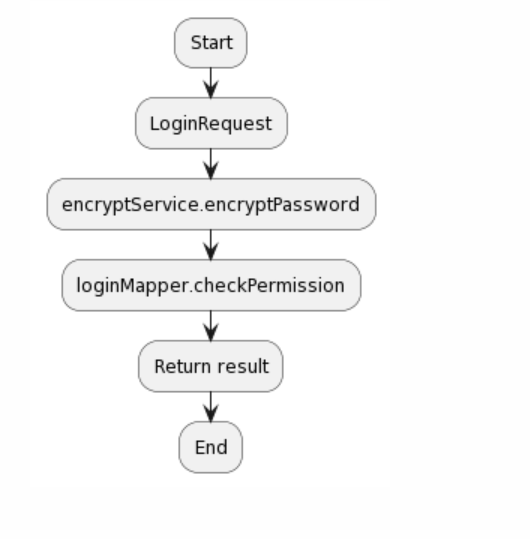 Start
LoginRequest
encryptService.encryptPassword
loginMapper.checkPermission
Return result
End